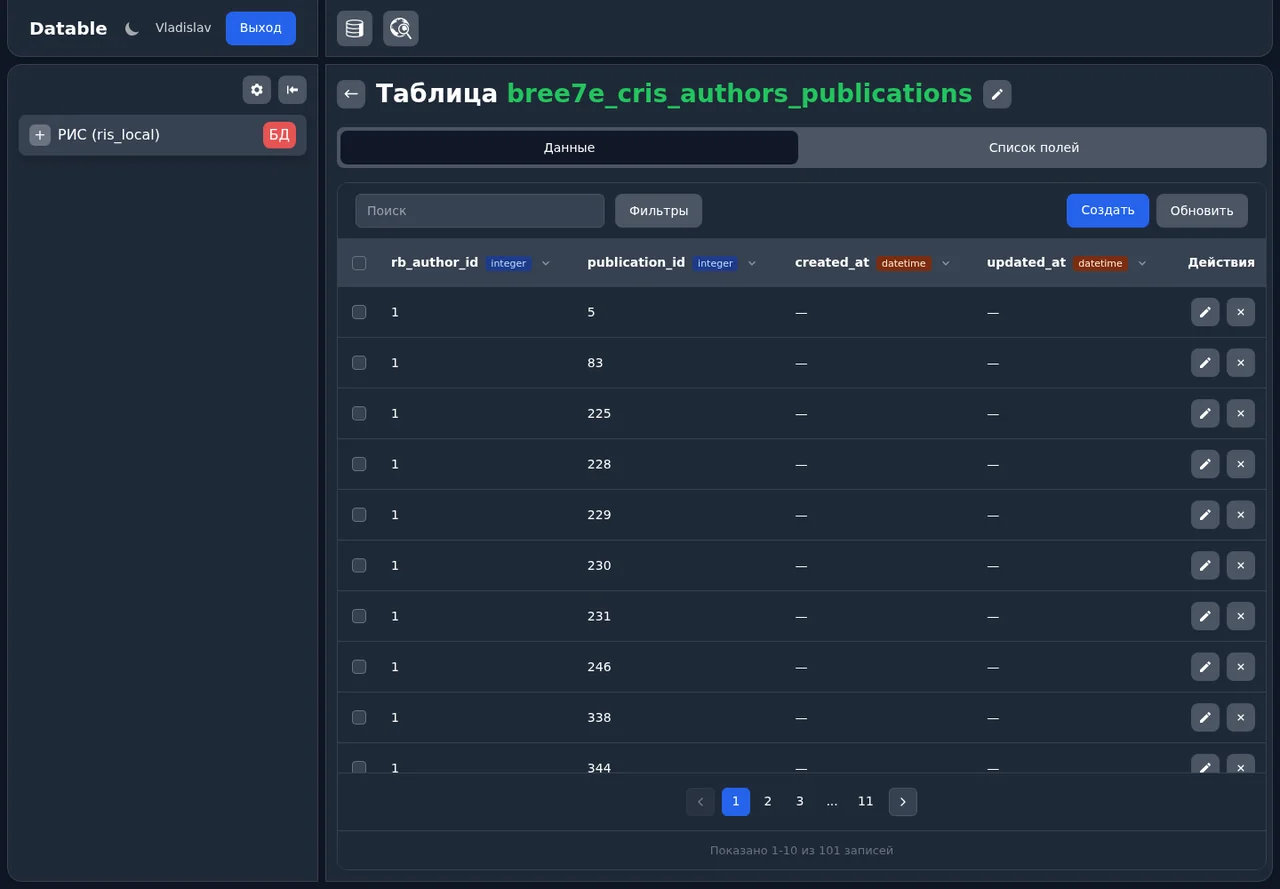 Datable Vladislav Выход
РИС (ris_local) БД
Таблица bree7e_cris_authors_publications
Данные Список полей
Поиск Фильтры Создать Обновить
rb_author_id integer publication_id integer created_at datetime updated_at datetime Действия
1 5 — —
1 83 — —
1 225 — —
1 228 — —
1 229 — —
1 230 — —
1 231 — —
1 246 — —
1 338 — —
1 344 — —
1 2 3 ... 11
Показано 1-10 из 101 записей